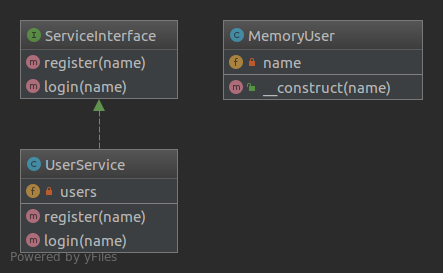 ServiceInterface
register(name)
login(name)
MemoryUser
name
__construct(name)
UserService
users
register(name)
login(name)
Powered by yFiles